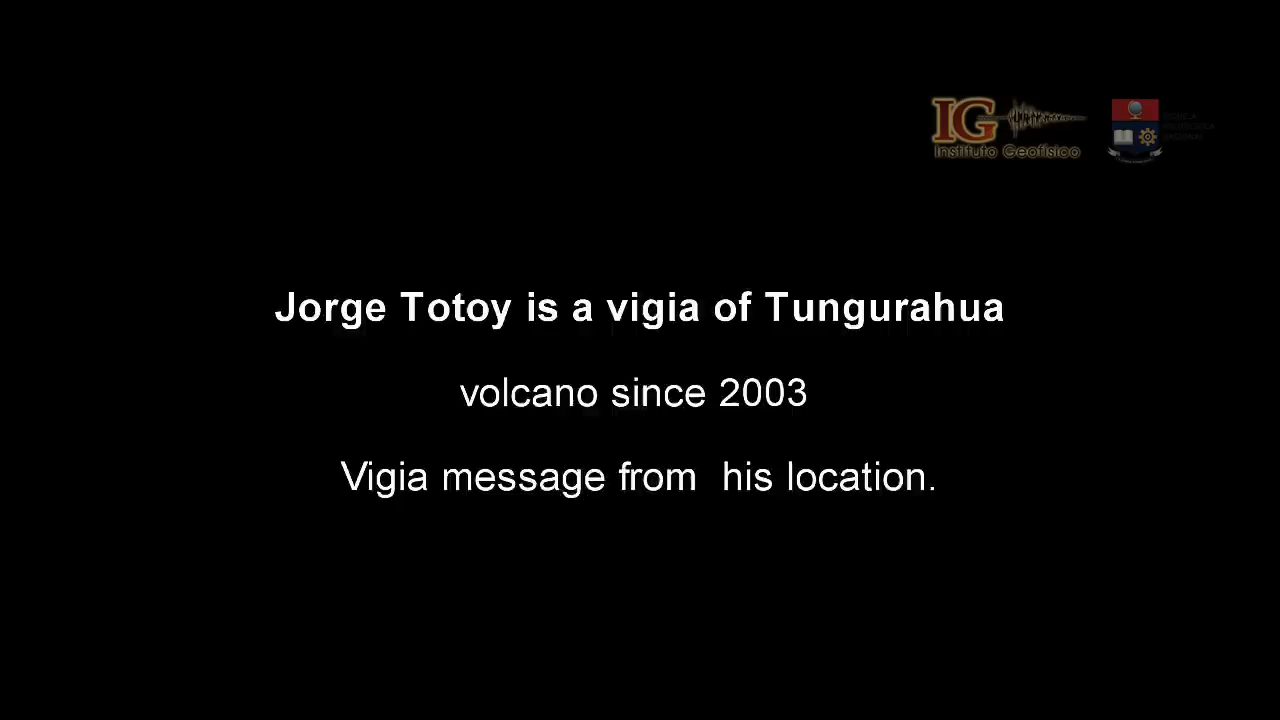 IG
Instituto Geofísico
Jorge Totoy is a vigia of Tungurahua
volcano since 2003
Vigia message from  his location.